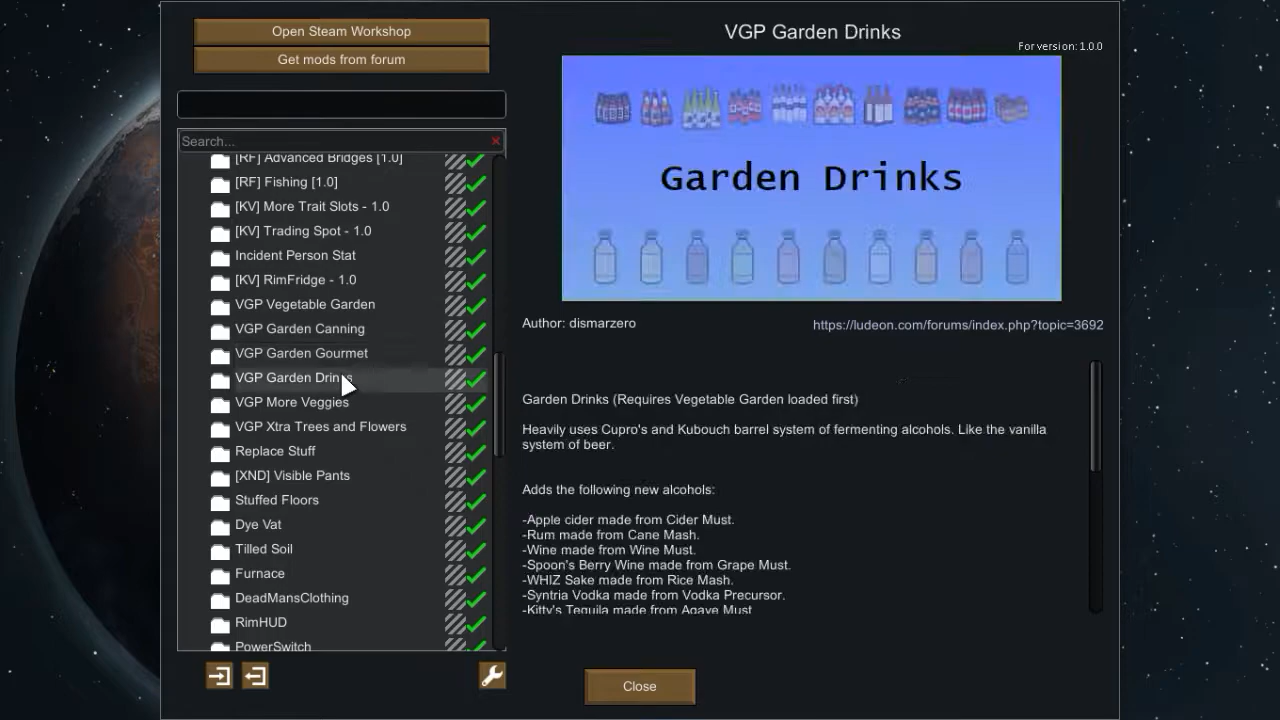 Open Steam Workshop
Get mods from forum
Search...
[RF] Advanced Bridges [1.0]
[RF] Fishing [1.0]
[KV] More Trait Slots - 1.0
[KV] Trading Spot - 1.0
Incident Person Stat
[KV] RimFridge - 1.0
VGP Vegetable Garden
VGP Garden Canning
VGP Garden Gourmet
VGP Garden Drinks
VGP More Veggies
VGP Xtra Trees and Flowers
Replace Stuff
[XND] Visible Pants
Stuffed Floors
Dye Vat
Tilled Soil
Furnace
DeadMansClothing
RimHUD
PowerSwitch
VGP Garden Drinks
For version: 1.0.0
Garden Drinks
Author: dismarzero
https://ludeon.com/forums/index.php?topic=3692
Garden Drinks (Requires Vegetable Garden loaded first)
Heavily uses Cupro's and Kubouch barrel system of fermenting alcohols. Like the vanilla
system of beer.
Adds the following new alcohols:
-Apple cider made from Cider Must.
-Rum made from Cane Mash.
-Wine made from Wine Must.
-Spoon's Berry Wine made from Grape Must.
-WHIZ Sake made from Rice Mash.
-Syntria Vodka made from Vodka Precursor.
-Kitty's Tequila made from Agave Must
Close